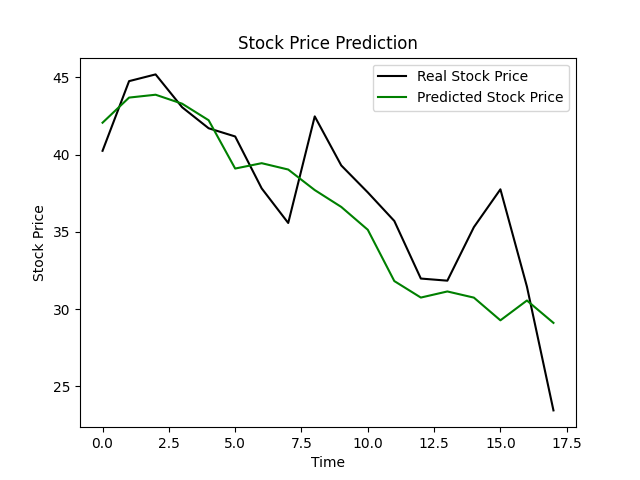 Stock Price Prediction
Real Stock Price
Predicted Stock Price
45
40
35
30
25
Stock Price
0.0 2.5 5.0 7.5 10.0 12.5 15.0 17.5
Time